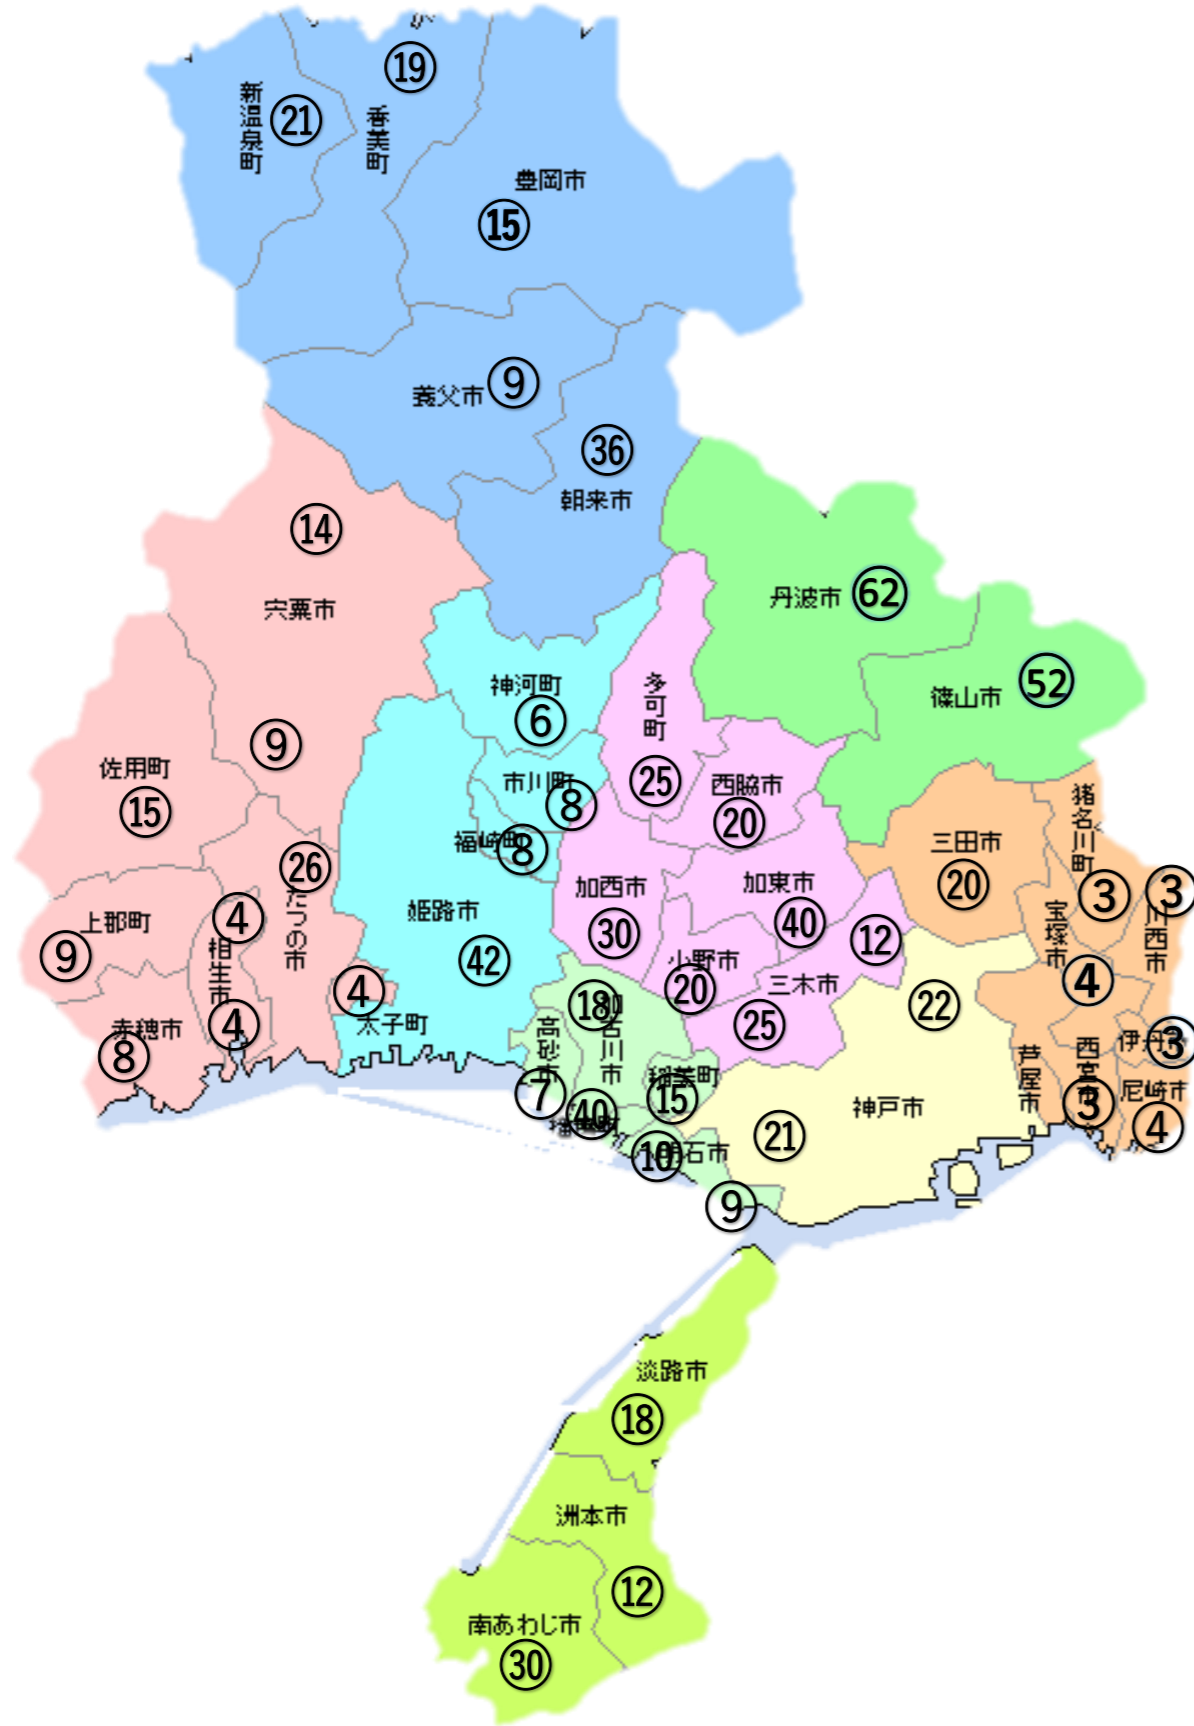 ⑲
新温泉町
㉑
香美町
豊岡市
⑮
義父市
⑨
㊱
朝来市
⑭
宍粟市
丹波市
62
52
篠山市
神河町
⑥
多可町
㉕
⑨
佐用町
⑮
市川町
⑧
西脇市
⑳
猪名川町
三田市
⑳
福崎町
⑧
㉖
たつの市
加西市
㉚
加東市
㊵
③
③
川西市
宝塚市
④
上郡町
⑨
④
相生市
姫路市
㊷
⑫
小野市
⑳
三木市
㉕
㉒
④
太子町
④
赤穂市
⑧
⑱
加古川市
高砂市
⑦
㊵
稲美町
⑮
神戸市
㉑
芦屋市
西宮市
③
伊丹
③
尼崎市
④
⑩
明石市
⑨
淡路市
⑱
洲本市
⑫
南あわじ市
㉚